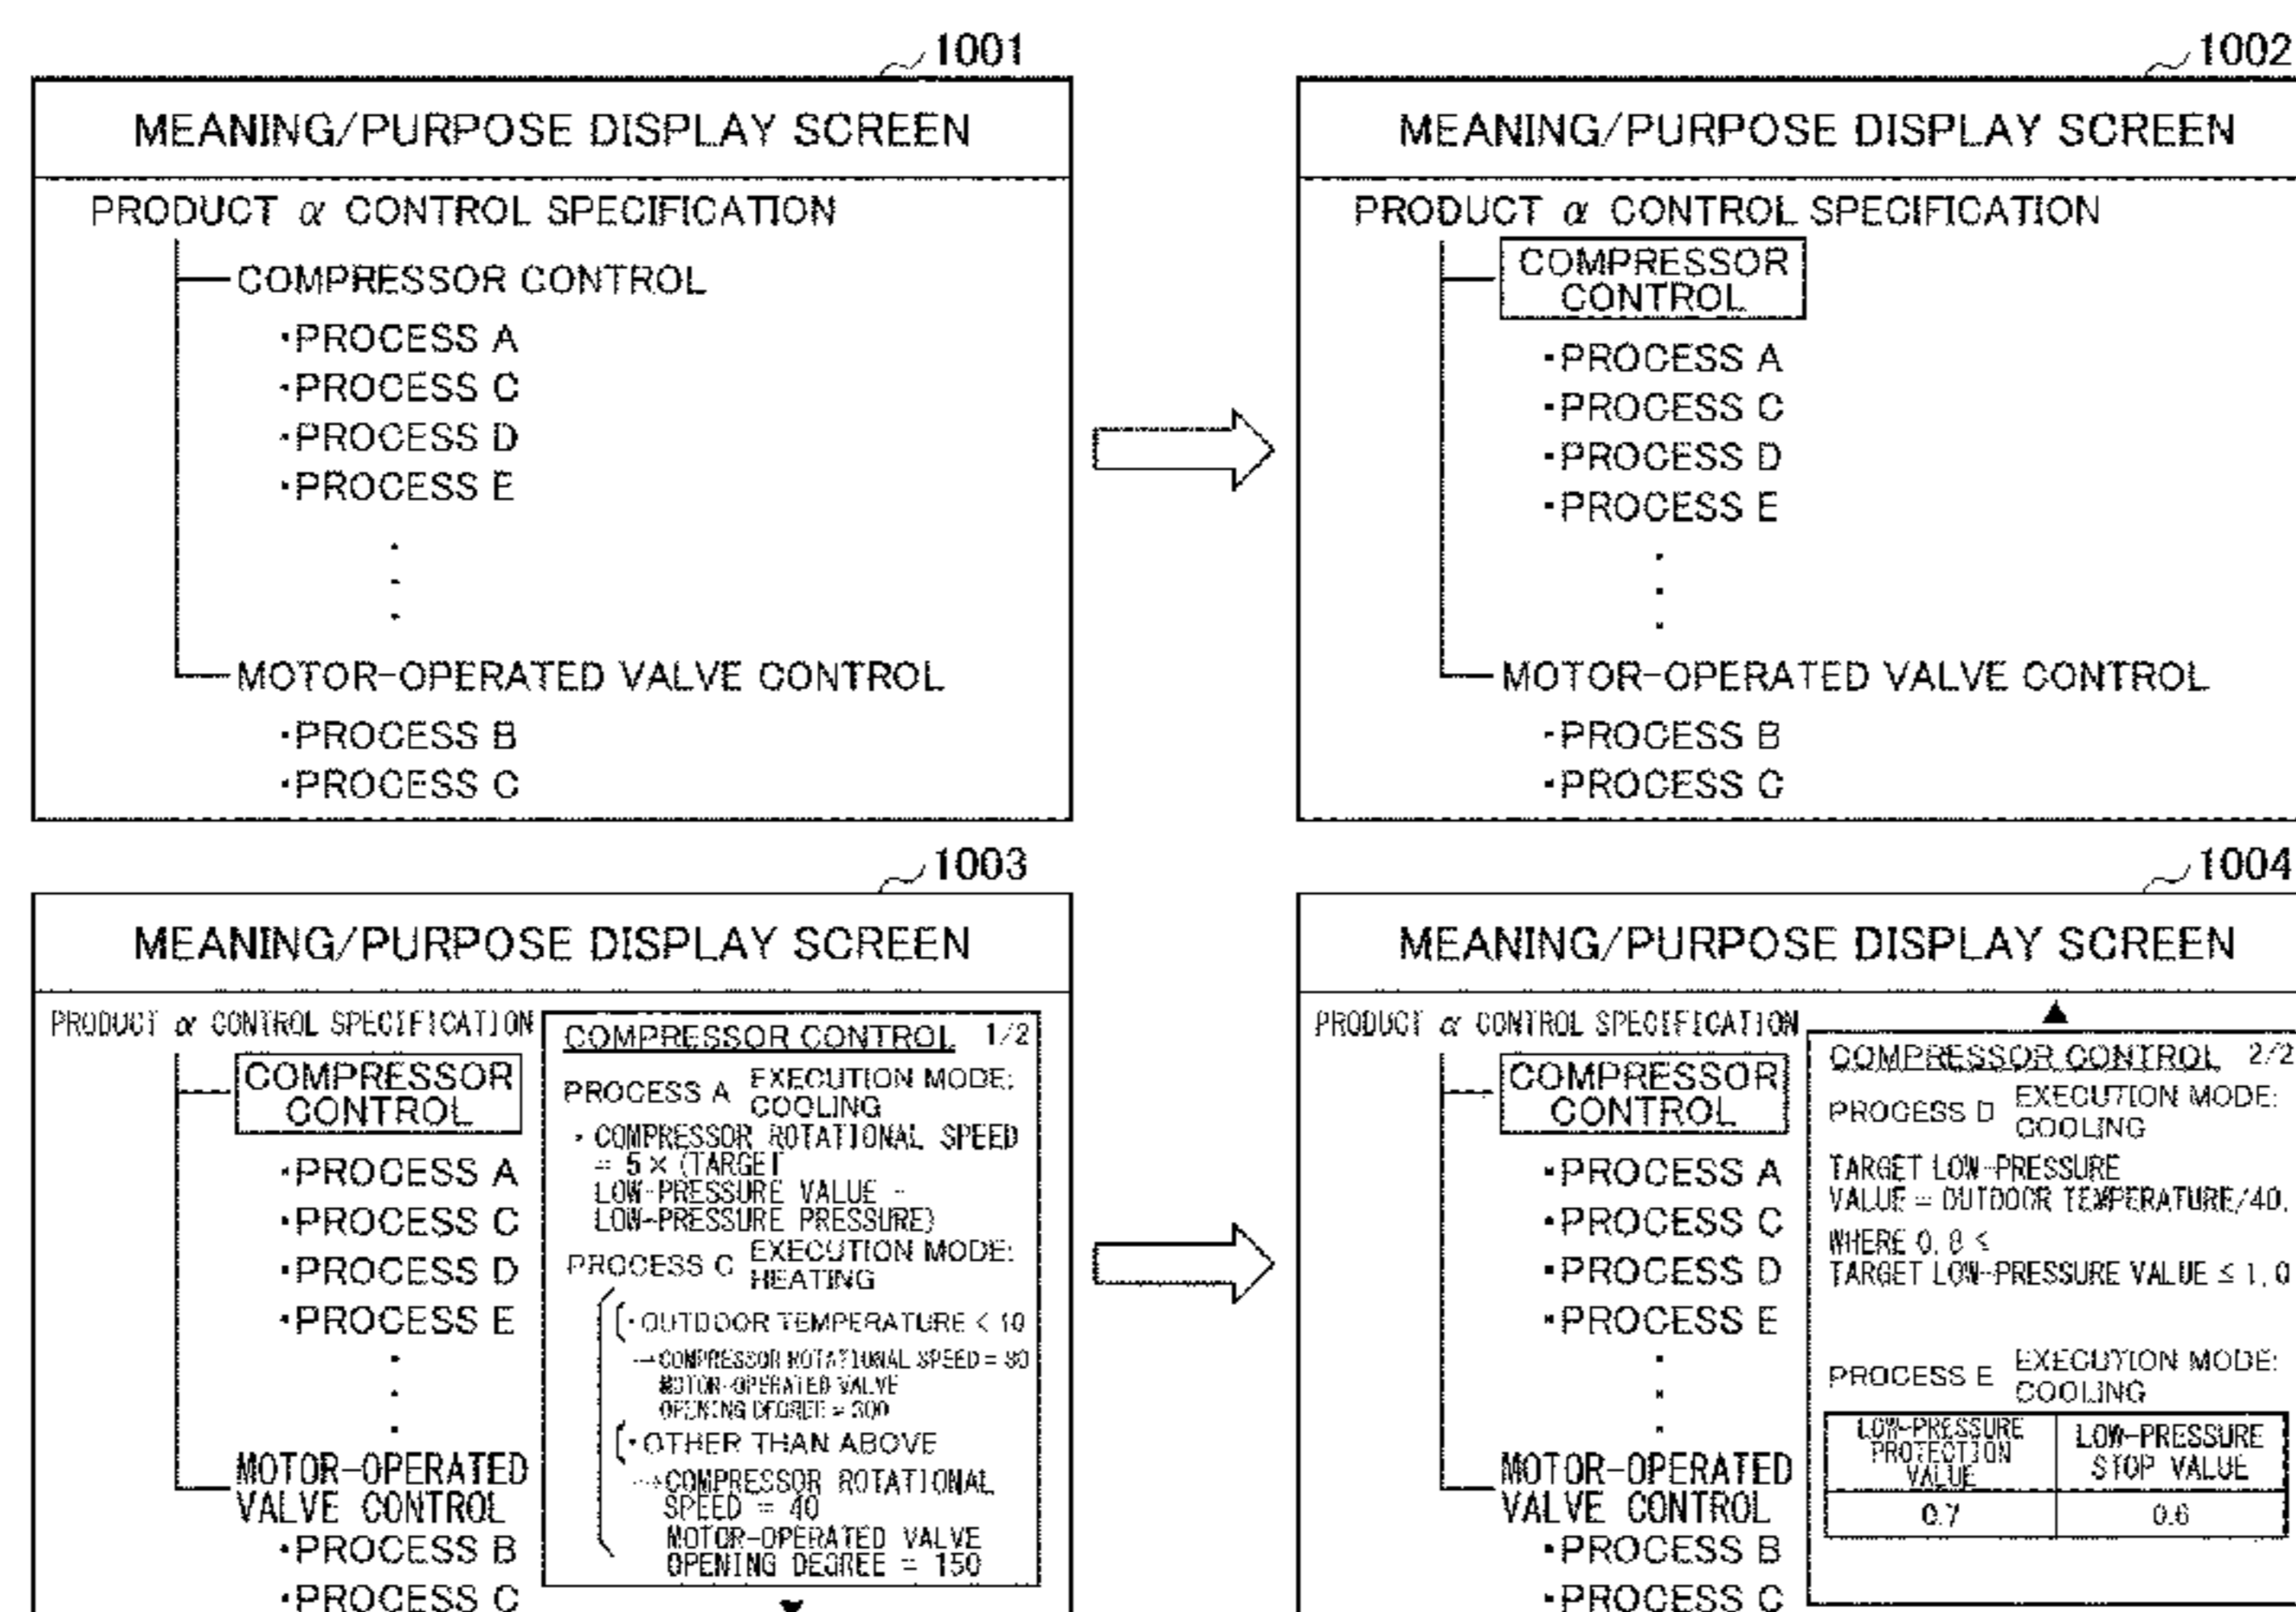 1001
MEANING/PURPOSE DISPLAY SCREEN
PRODUCT α CONTROL SPECIFICATION
COMPRESSOR CONTROL
・PROCESS A
・PROCESS C
・PROCESS D
・PROCESS E
MOTOR-OPERATED VALVE CONTROL
・PROCESS B
・PROCESS C
1002
MEANING/PURPOSE DISPLAY SCREEN
PRODUCT α CONTROL SPECIFICATION
COMPRESSOR
CONTROL
・PROCESS A
・PROCESS C
・PROCESS D
・PROCESS E
MOTOR-OPERATED VALVE CONTROL
・PROCESS B
・PROCESS C
1003
MEANING/PURPOSE DISPLAY SCREEN
PRODUCT α CONTROL SPECIFICATION
COMPRESSOR
CONTROL
・PROCESS A
・PROCESS C
・PROCESS D
・PROCESS E
MOTOR-OPERATED
VALVE CONTROL
・PROCESS B
・PROCESS C
COMPRESSOR CONTROL 1/2
PROCESS A EXECUTION MODE:
COOLING
・COMPRESSOR ROTATIONAL SPEED
= 5 × (TARGET
LOW-PRESSURE VALUE -
LOW-PRESSURE PRESSURE)
PROCESS C EXECUTION MODE:
HEATING
・OUTDOOR TEMPERATURE < 10
→COMPRESSOR ROTATIONAL SPEED = 80
MOTOR-OPERATED VALVE
OPENING DEGREE = 300
・OTHER THAN ABOVE
→COMPRESSOR ROTATIONAL
SPEED = 40
MOTOR-OPERATED VALVE
OPENING DEGREE = 150
▼
1004
MEANING/PURPOSE DISPLAY SCREEN
PRODUCT α CONTROL SPECIFICATION
COMPRESSOR
CONTROL
・PROCESS A
・PROCESS C
・PROCESS D
・PROCESS E
MOTOR-OPERATED
VALVE CONTROL
・PROCESS B
・PROCESS C
▲
COMPRESSOR CONTROL 2/2
PROCESS D EXECUTION MODE:
COOLING
TARGET LOW-PRESSURE
VALUE = OUTDOOR TEMPERATURE/40,
WHERE 0.8 ≤
TARGET LOW-PRESSURE VALUE ≤ 1.0
PROCESS E EXECUTION MODE:
COOLING
LOW-PRESSURE
PROTECTION
VALUE
LOW-PRESSURE
STOP VALUE
0.7 0.6